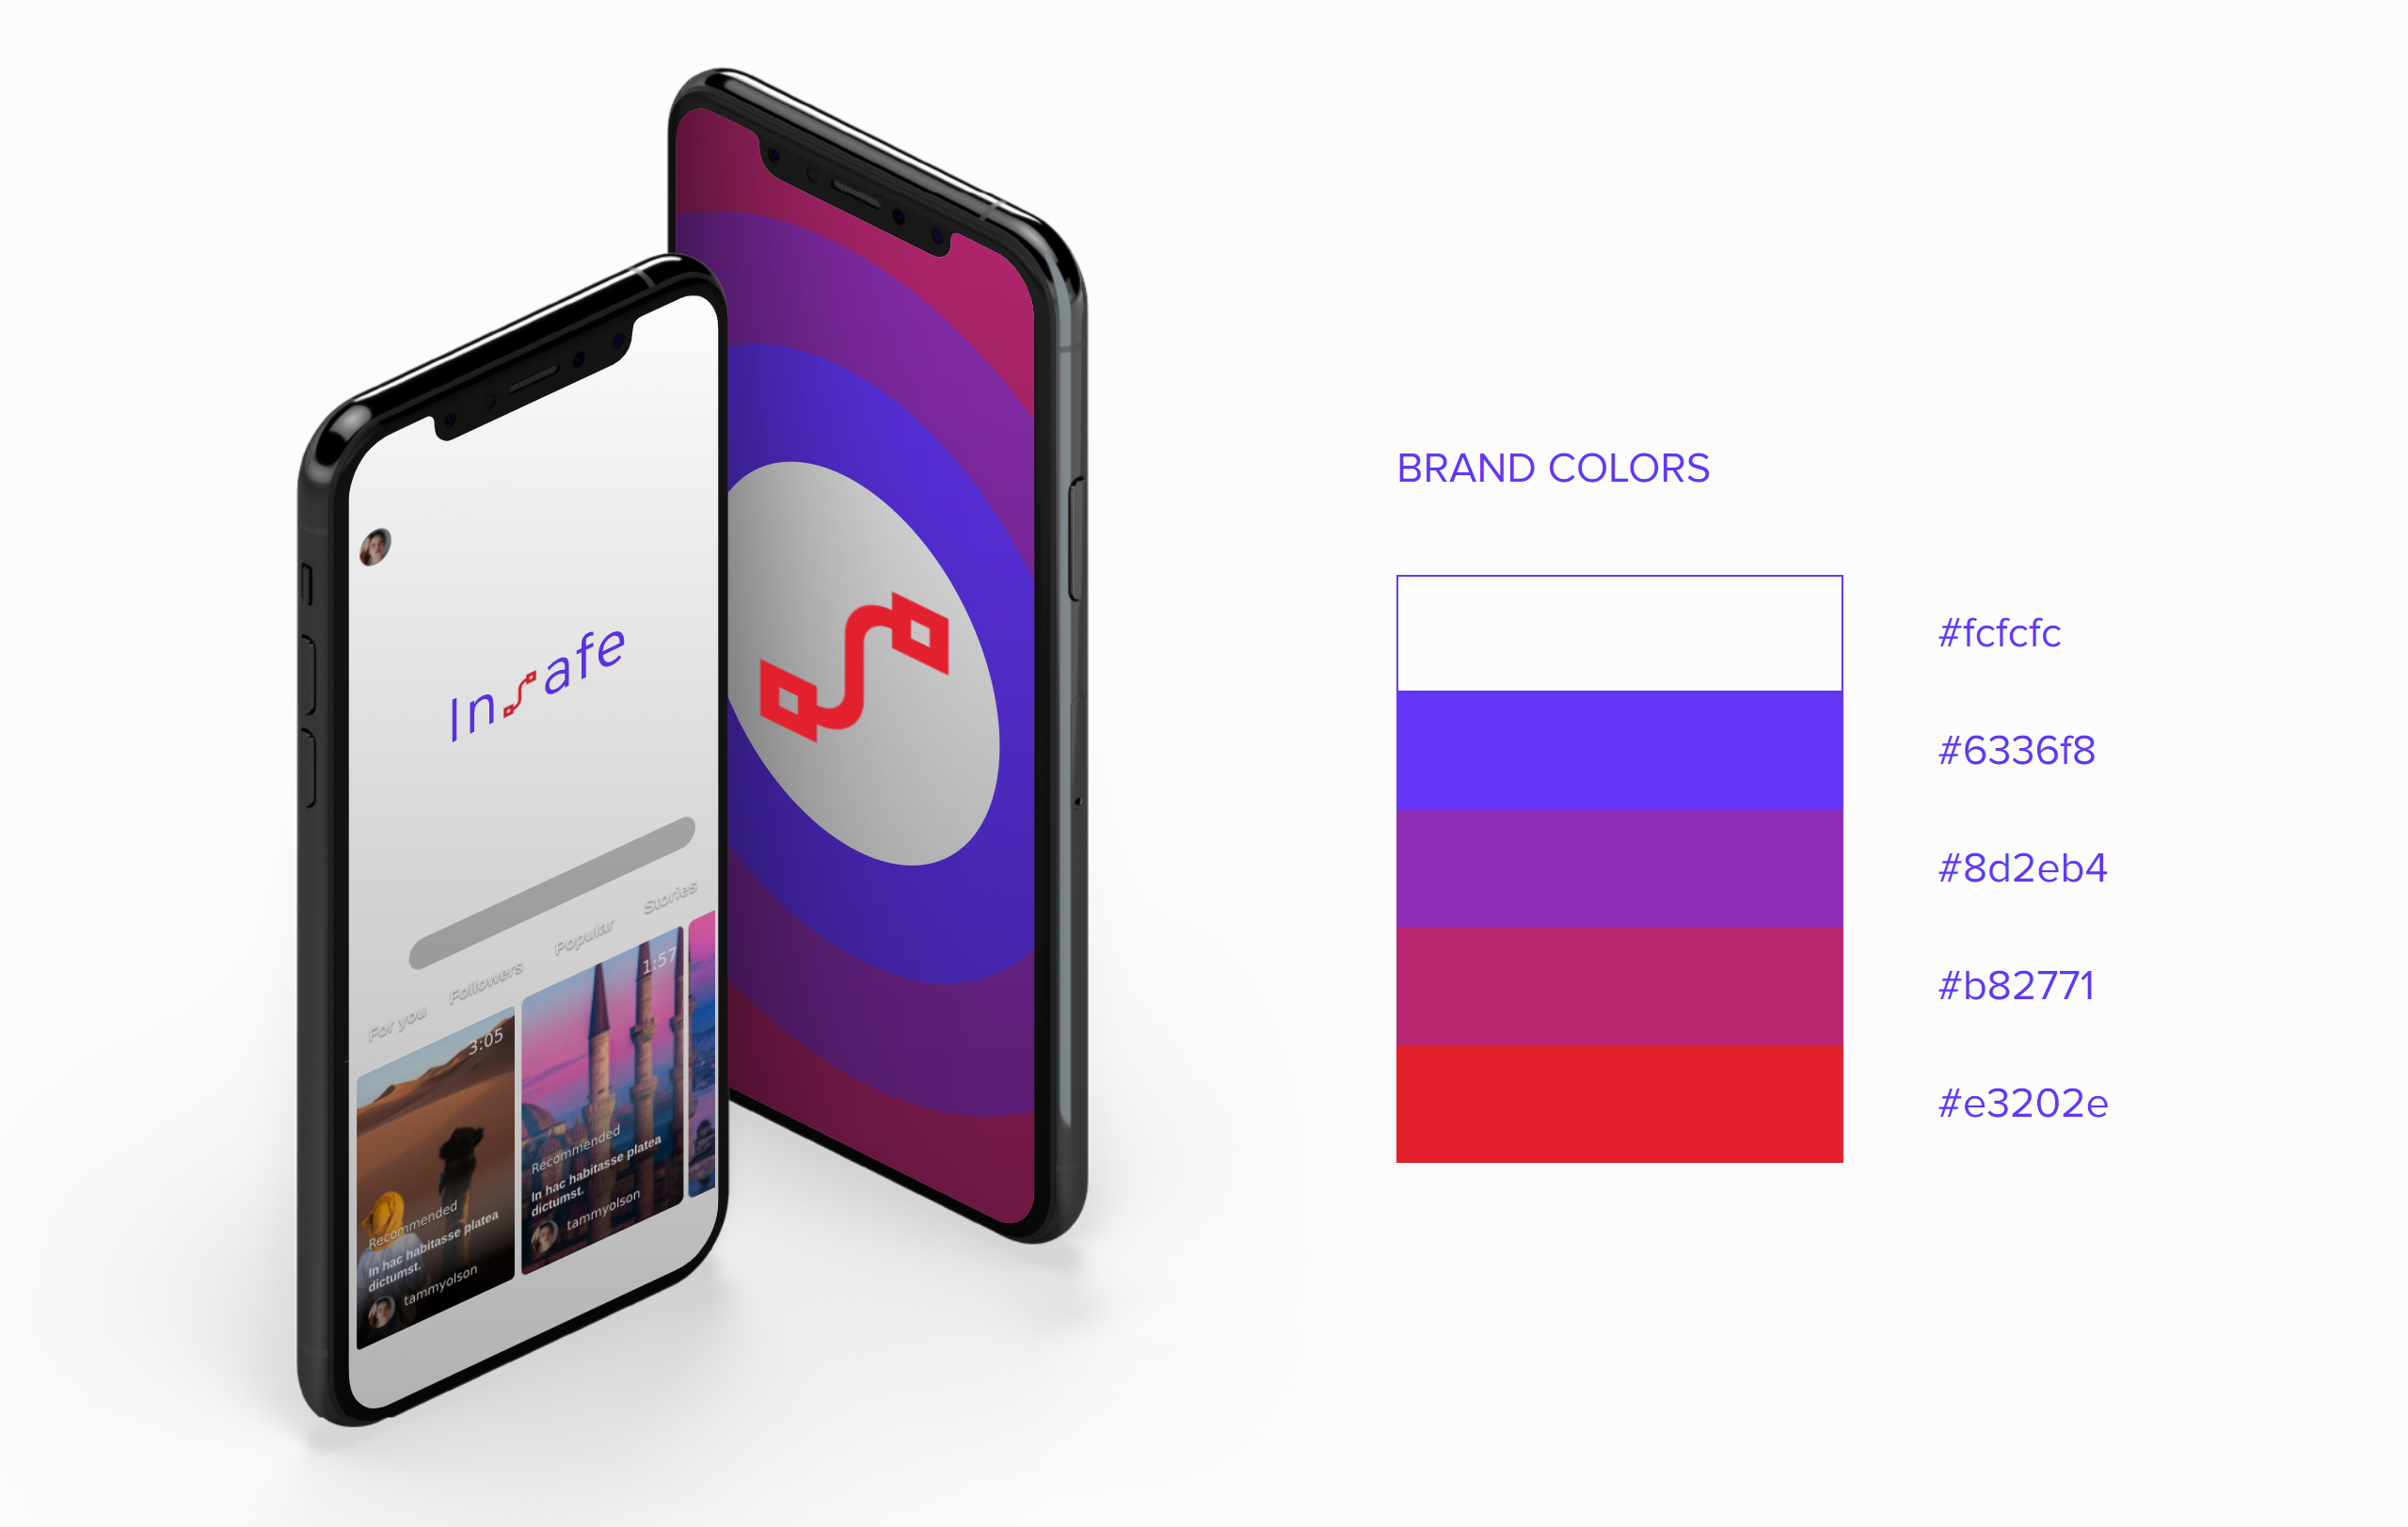 InSafe
For you Followers Popular Stories
3:05
Recommended
In hac habitasse platea
dictumst.
tammyolson
1:57
Recommended
In hac habitasse platea
dictumst.
tammyolson
BRAND COLORS
#fcfcfc
#6336f8
#8d2eb4
#b82771
#e3202e